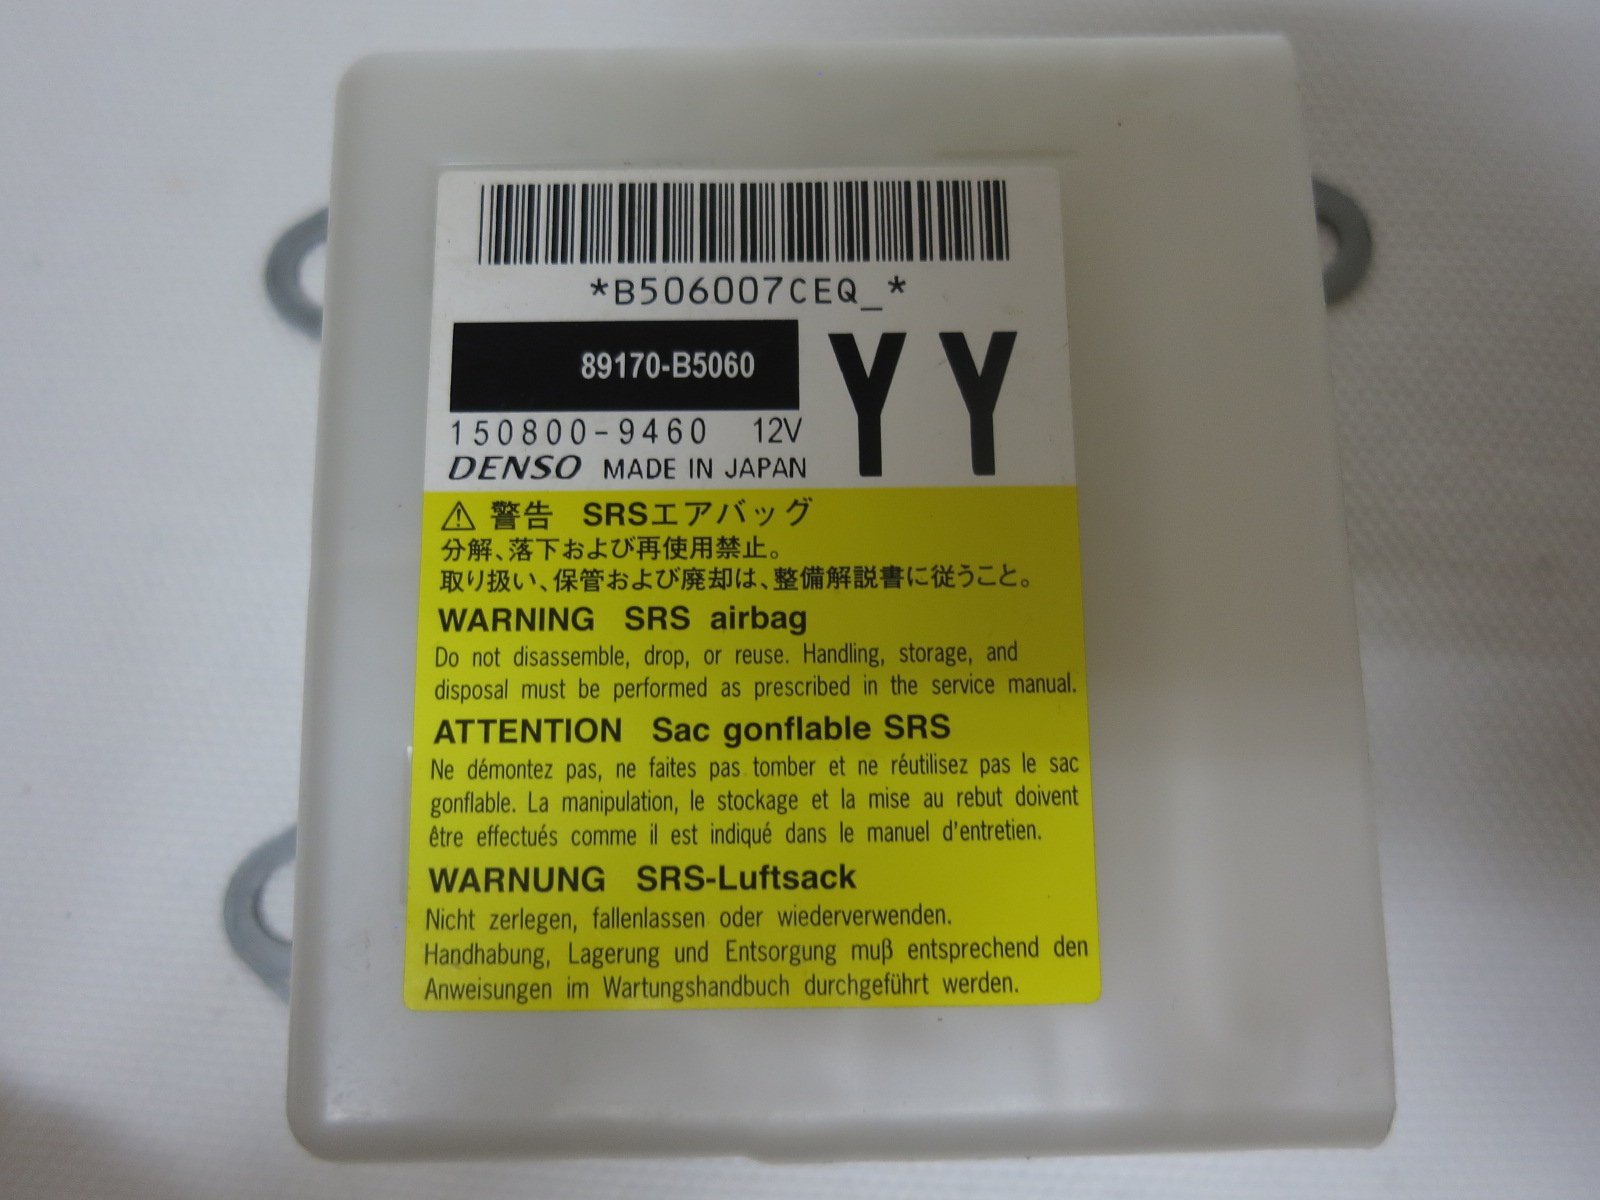 *B506007CEQ_*
89170-B5060
YY
150800-9460 12V
DENSO MADE IN JAPAN
⚠ 警告 SRSエアバッグ
分解、落下および再使用禁止。
取り扱い、保管および廃却は、整備解説書に従うこと。
WARNING SRS airbag
Do not disassemble, drop, or reuse. Handling, storage, and
disposal must be performed as prescribed in the service manual.
ATTENTION Sac gonflable SRS
Ne démontez pas, ne faites pas tomber et ne réutilisez pas le sac
gonflable. La manipulation, le stockage et la mise au rebut doivent
être effectués comme il est indiqué dans le manuel d'entretien.
WARNUNG SRS-Luftsack
Nicht zerlegen, fallenlassen oder wiederverwenden.
Handhabung, Lagerung und Entsorgung muß entsprechend den
Anweisungen im Wartungshandbuch durchgeführt werden.